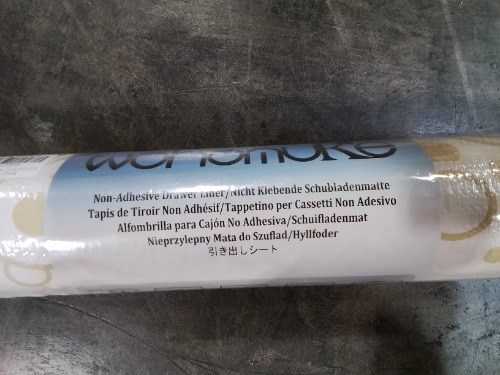 Non-Adhesive Drawer Liner/Nicht Klebende Schubladenmatte
Tapis de Tiroir Non Adhésif/Tappetino per Cassetti Non Adesivo
Alfombrilla para Cajón No Adhesiva/Schuifladenmat
Nieprzylepny Mata do Szuflad/Hyllfoder
引き出しシート